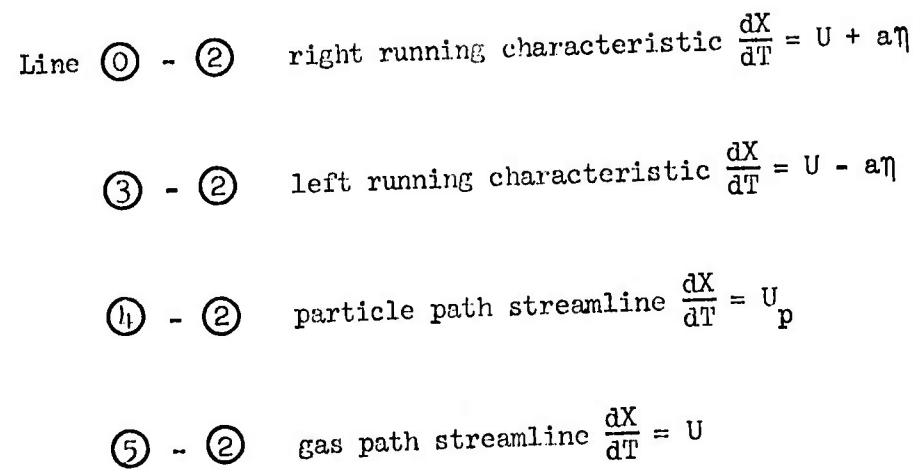 Line ⓪ - ② right running characteristic dX/dT = U + aη
③ - ② left running characteristic dX/dT = U - aη
④ - ② particle path streamline dX/dT = U_p
⑤ - ② gas path streamline dX/dT = U